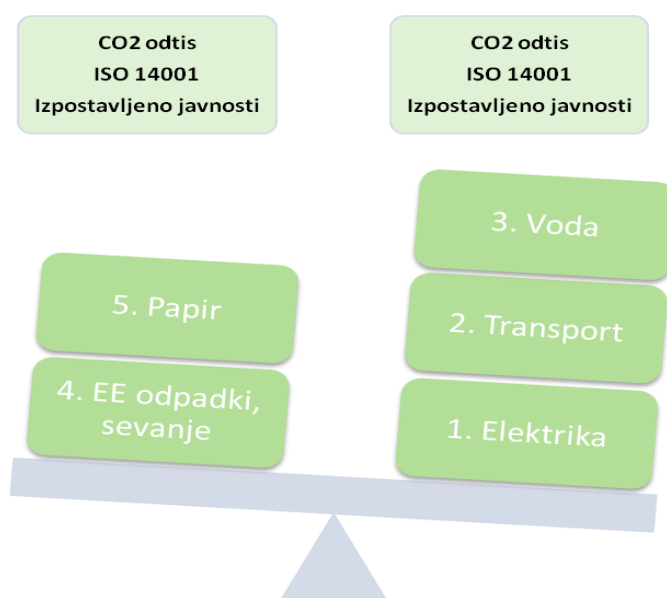 CO2 odtis
ISO 14001
Izpostavljeno javnosti
CO2 odtis
ISO 14001
Izpostavljeno javnosti
5. Papir
4. EE odpadki,
sevanje
3. Voda
2. Transport
1. Elektrika